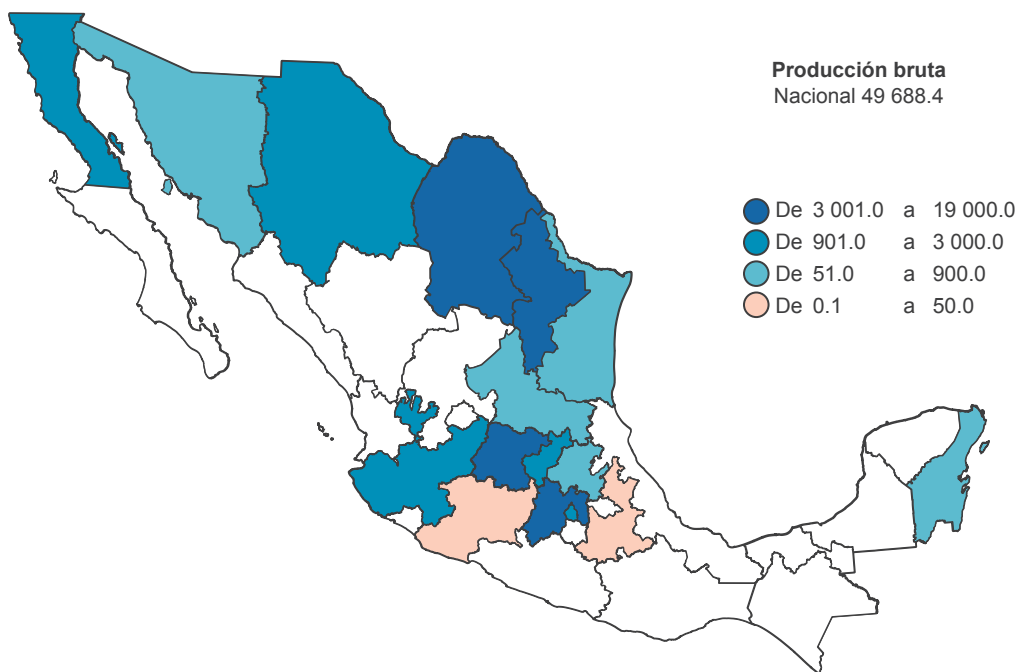 Producción bruta
Nacional 49 688.4
De 3 001.0 a 19 000.0
De 901.0 a 3 000.0
De 51.0 a 900.0
De 0.1 a 50.0